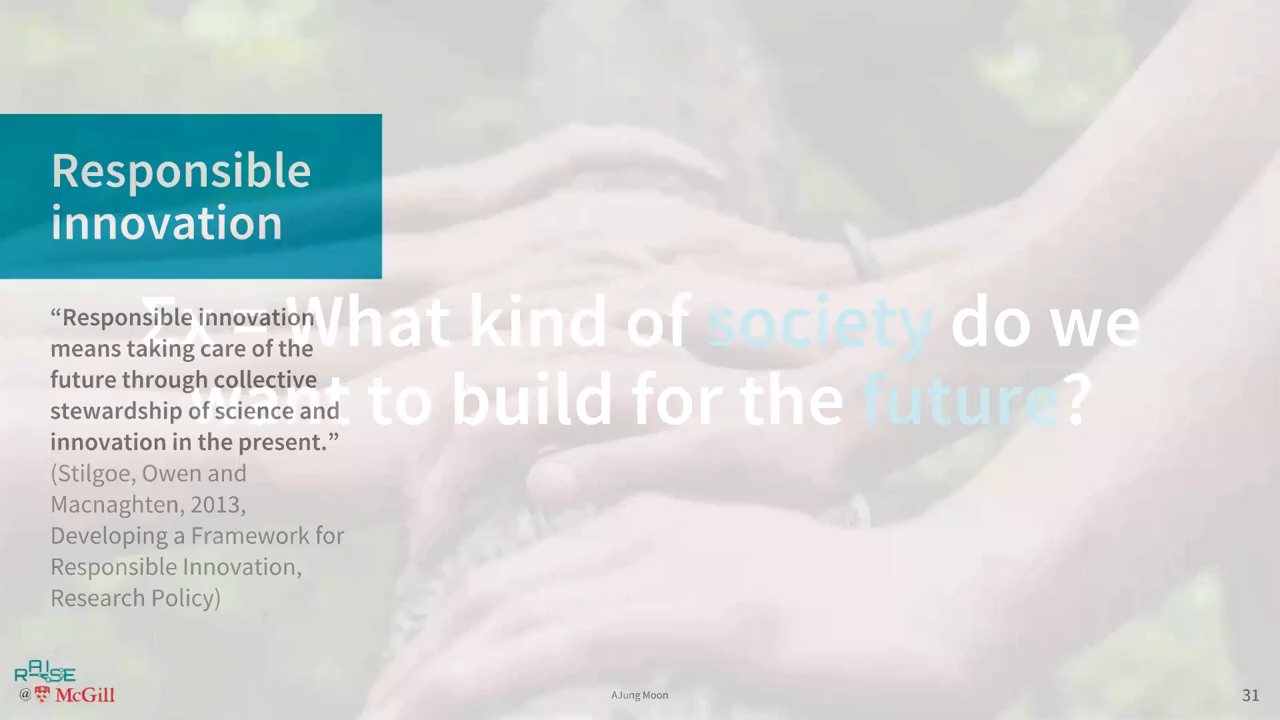 Responsible
innovation
Σx = What kind of society do we
want to build for the future?
“Responsible innovation
means taking care of the
future through collective
stewardship of science and
innovation in the present.”
(Stilgoe, Owen and
Macnaghten, 2013,
Developing a Framework for
Responsible Innovation,
Research Policy)
RAISE
@ McGill
AJung Moon
31